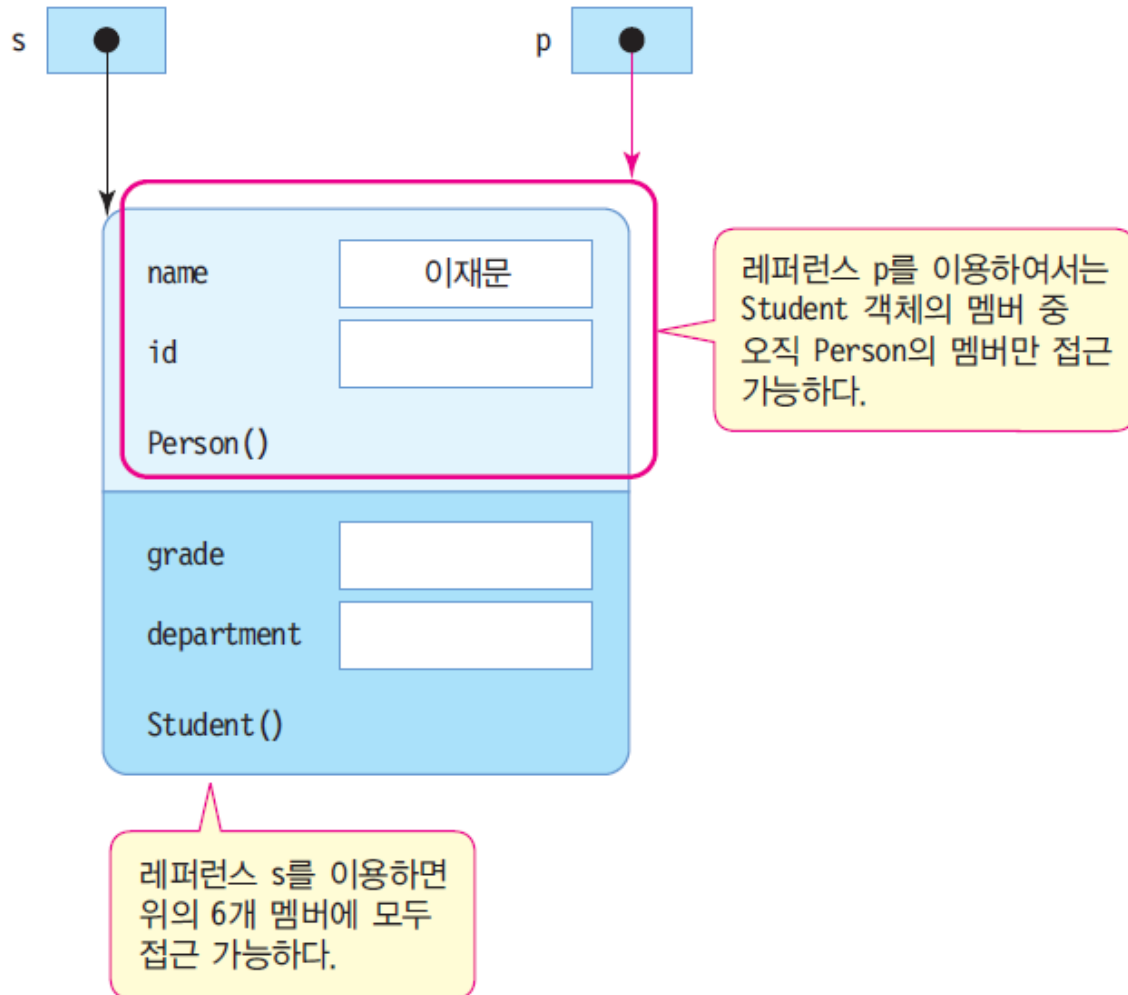 s
p
name
이재문
id
Person()
레퍼런스 p를 이용하여서는
Student 객체의 멤버 중
오직 Person의 멤버만 접근
가능하다.
grade
department
Student()
레퍼런스 s를 이용하면
위의 6개 멤버에 모두
접근 가능하다.